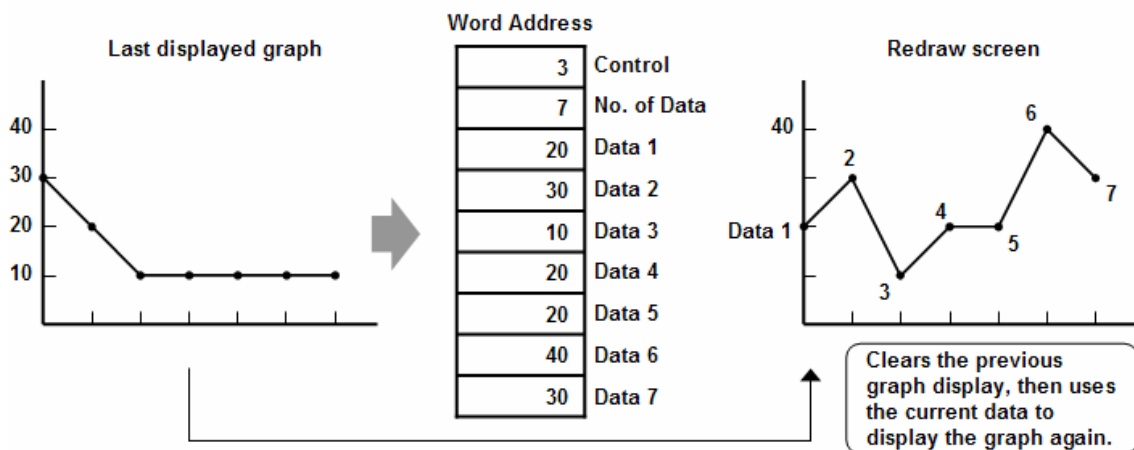 Last displayed graph
40
30
20
10
Word Address
3 Control
7 No. of Data
20 Data 1
30 Data 2
10 Data 3
20 Data 4
20 Data 5
40 Data 6
30 Data 7
Redraw screen
40
Data 1
2
3
4
5
6
7
Clears the previous
graph display, then uses
the current data to
display the graph again.